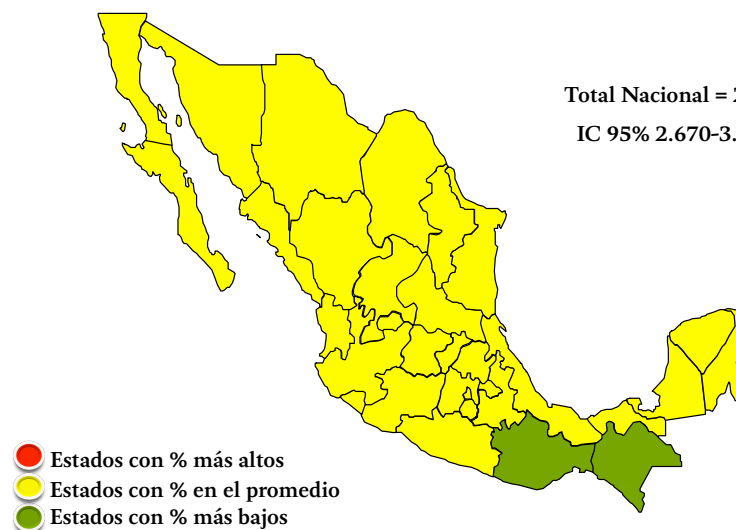 Total Nacional = 2
IC 95% 2.670-3.
Estados con % más altos
Estados con % en el promedio
Estados con % más bajos